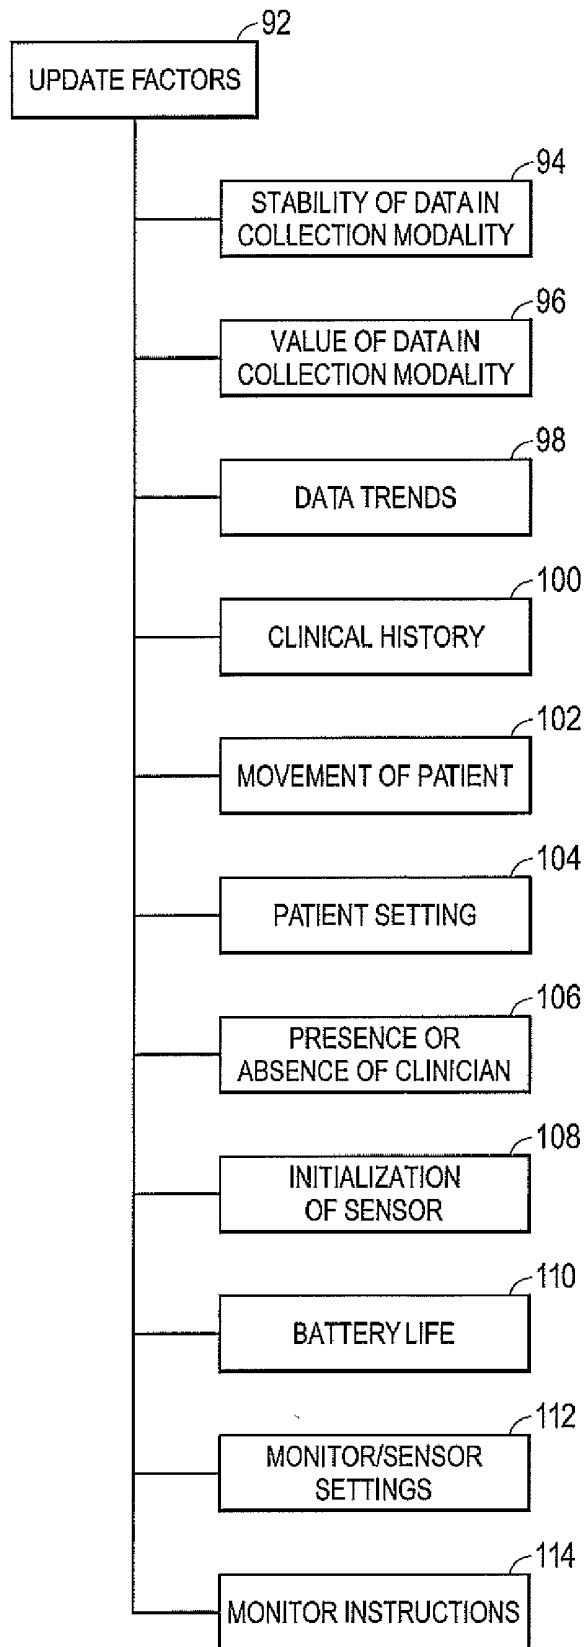 92
UPDATE FACTORS
94
STABILITY OF DATA IN
COLLECTION MODALITY
96
VALUE OF DATA IN
COLLECTION MODALITY
98
DATA TRENDS
100
CLINICAL HISTORY
102
MOVEMENT OF PATIENT
104
PATIENT SETTING
106
PRESENCE OR
ABSENCE OF CLINICIAN
108
INITIALIZATION
OF SENSOR
110
BATTERY LIFE
112
MONITOR/SENSOR
SETTINGS
114
MONITOR INSTRUCTIONS